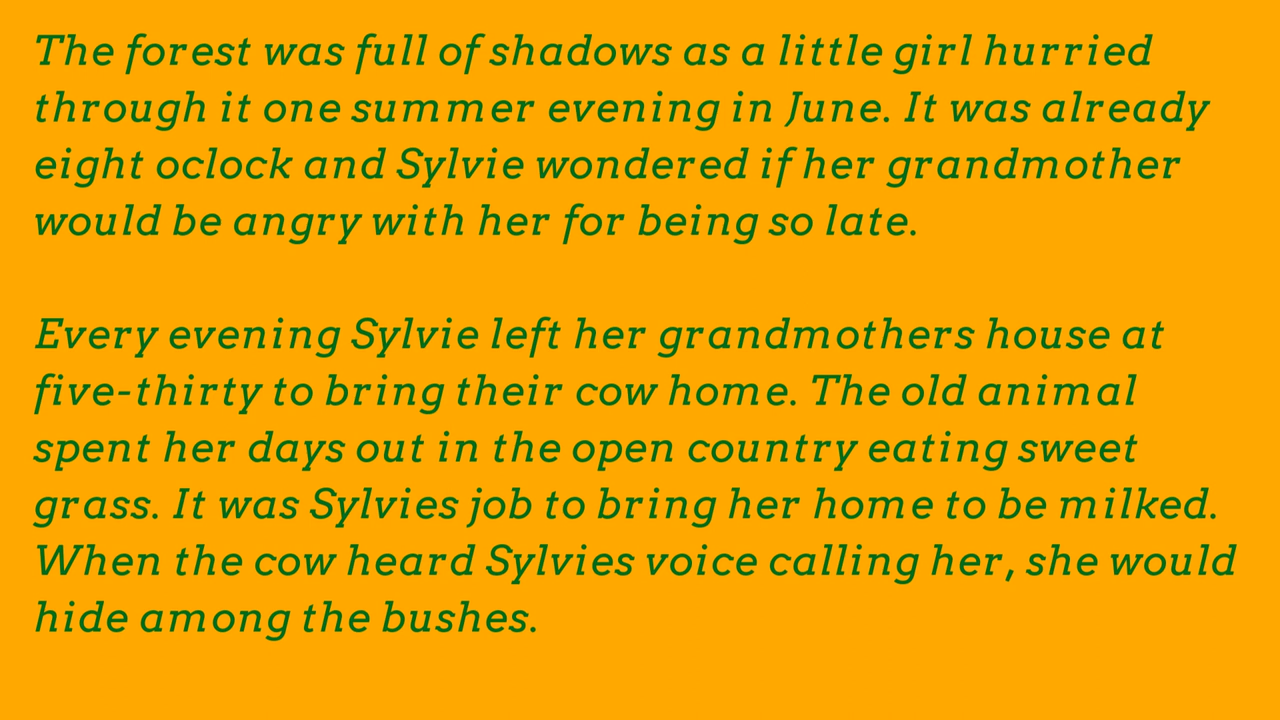 The forest was full of shadows as a little girl hurried
through it one summer evening in June. It was already
eight oclock and Sylvie wondered if her grandmother
would be angry with her for being so late.
Every evening Sylvie left her grandmothers house at
five-thirty to bring their cow home. The old animal
spent her days out in the open country eating sweet
grass. It was Sylvies job to bring her home to be milked.
When the cow heard Sylvies voice calling her, she would
hide among the bushes.